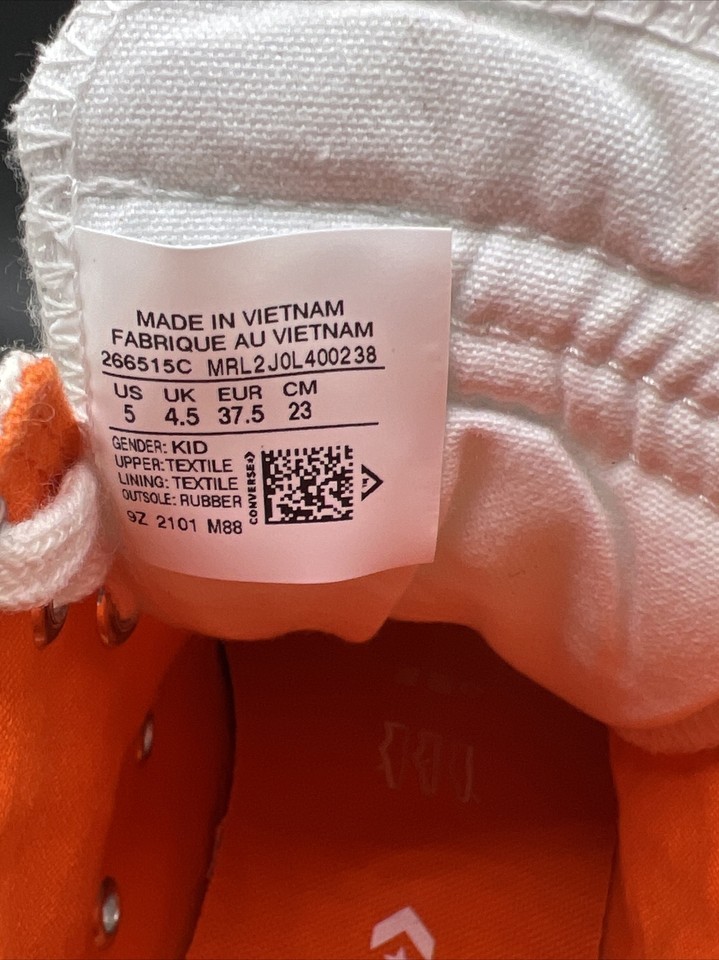 MADE IN VIETNAM
FABRIQUE AU VIETNAM
266515C MRL2J0L400238
US UK EUR CM
5 4.5 37.5 23
GENDER: KID
UPPER:TEXTILE
LINING: TEXTILE
OUTSOLE: RUBBER
9Z 2101 M88
CONVERSE